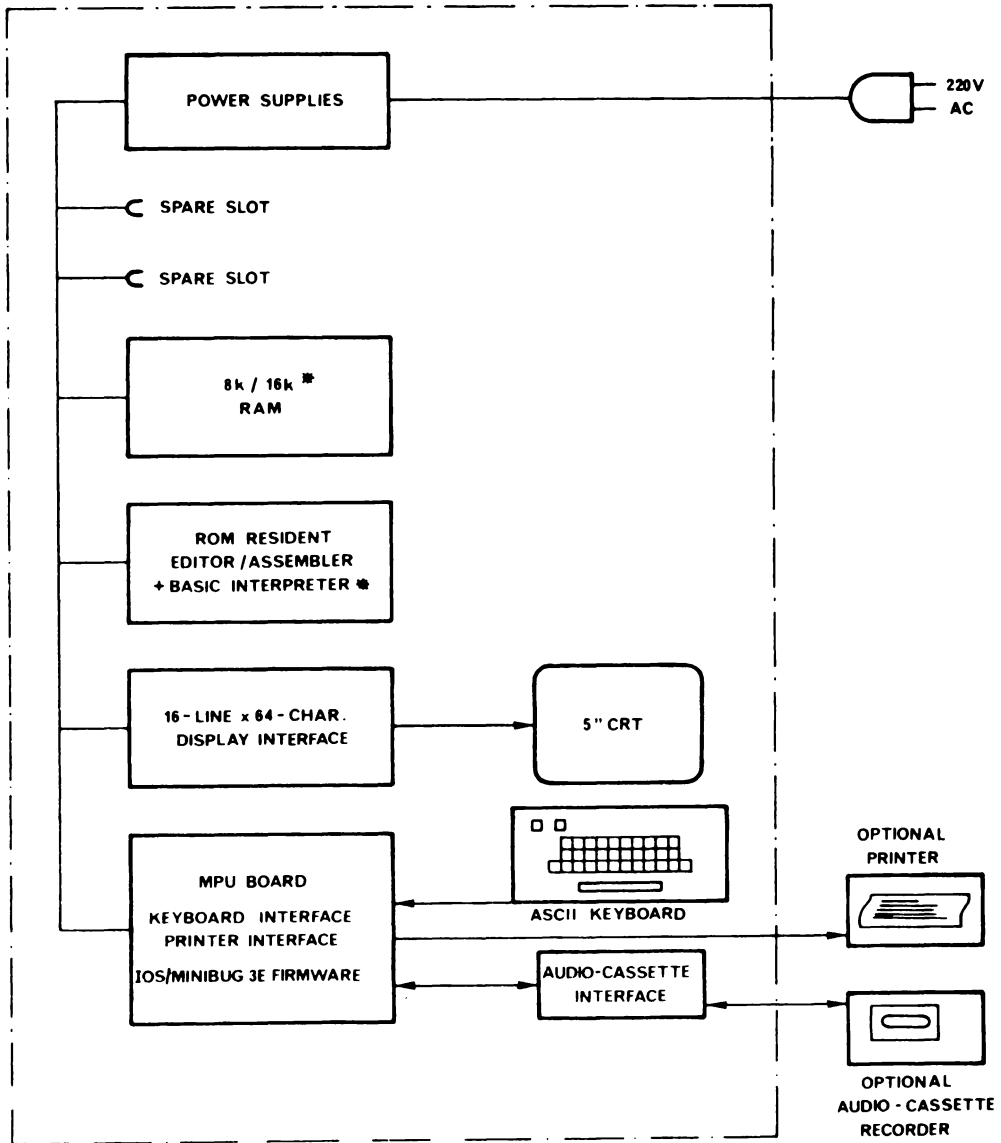 POWER SUPPLIES
220V
AC
SPARE SLOT
SPARE SLOT
8k / 16k *
RAM
ROM RESIDENT
EDITOR/ASSEMBLER
+ BASIC INTERPRETER *
16-LINE x 64-CHAR.
DISPLAY INTERFACE
5" CRT
MPU BOARD
KEYBOARD INTERFACE
PRINTER INTERFACE
IOS/MINIBUG 3E FIRMWARE
ASCII KEYBOARD
OPTIONAL
PRINTER
AUDIO-CASSETTE
INTERFACE
OPTIONAL
AUDIO-CASSETTE
RECORDER